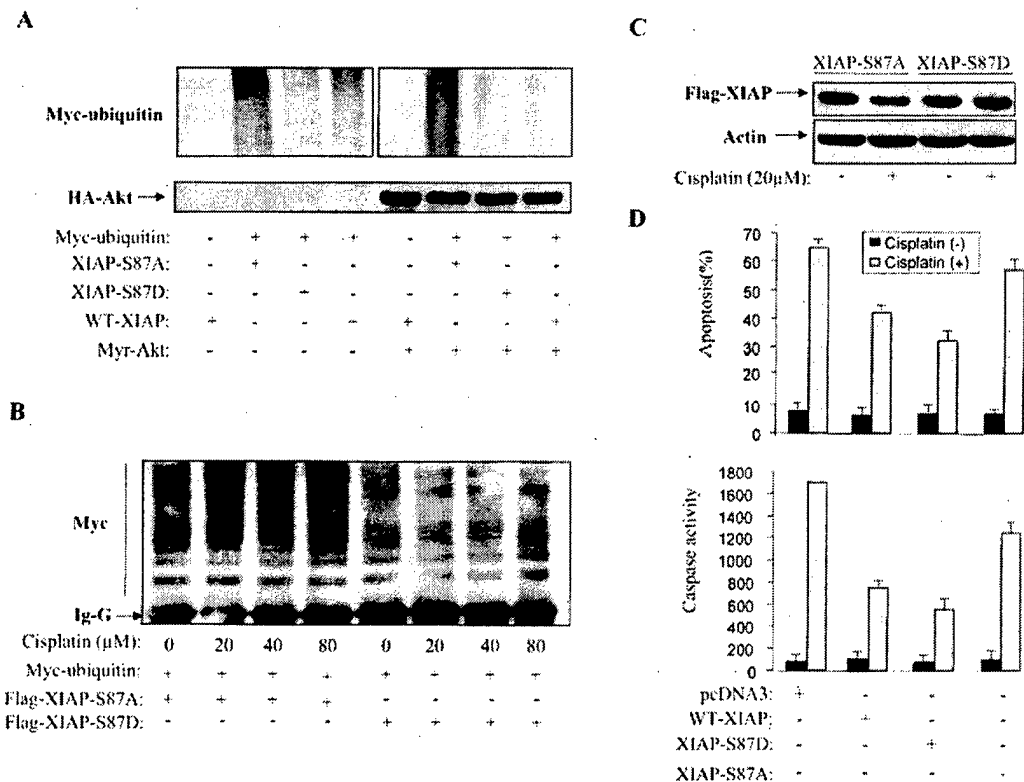 A
Myc-ubiquitin
HA-Akt
Myc-ubiquitin: - + + + - + + +
XIAP-S87A: - + - - - + - -
XIAP-S87D: - - + - - - + -
WT-XIAP: + - - + + - - +
Myr-Akt: - - - - + + + +
B
Myc
Ig-G
Cisplatin (µM): 0 20 40 80 0 20 40 80
Myc-ubiquitin: + + + + + + + +
Flag-XIAP-S87A: + + + + - - - -
Flag-XIAP-S87D: - - - - + + + +
C
XIAP-S87A XIAP-S87D
Flag-XIAP
Actin
Cisplatin (20µM): - + - +
D
70
60
50
40
30
20
10
0
Apoptosis(%)
Cisplatin (-)
Cisplatin (+)
1800
1600
1400
1200
1000
800
600
400
200
0
Caspase activity
pcDNA3: + - - -
WT-XIAP: - + - -
XIAP-S87D: - - + -
XIAP-S87A: - - -